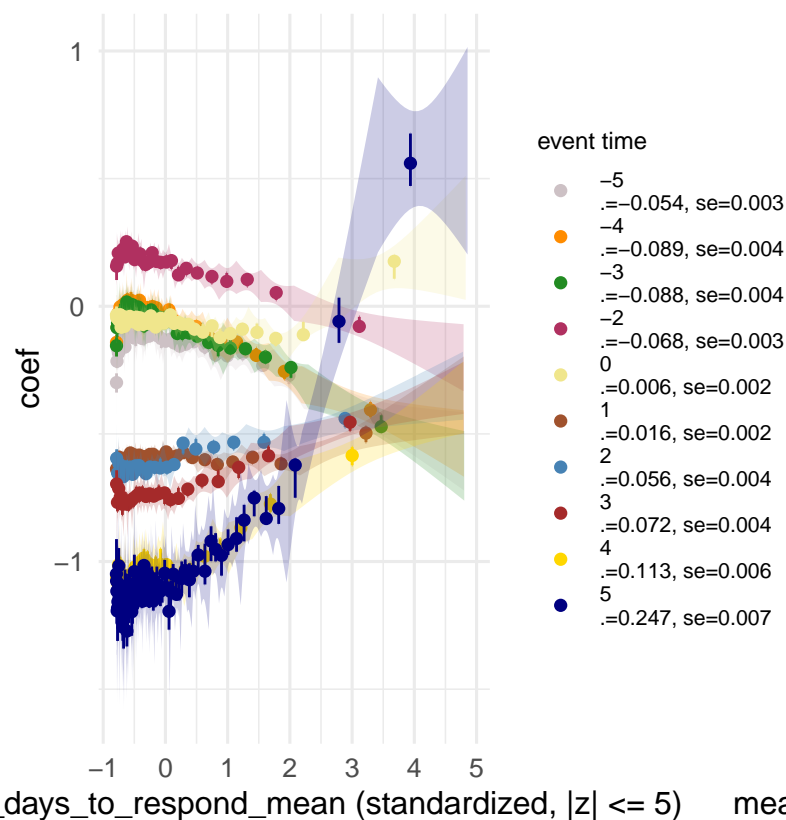 1
0
−1
coef
−1 0 1 2 3 4 5
_days_to_respond_mean (standardized, |z| <= 5) mea
event time
−5
.=−0.054, se=0.003
−4
.=−0.089, se=0.004
−3
.=−0.088, se=0.004
−2
.=−0.068, se=0.003
0
.=0.006, se=0.002
1
.=0.016, se=0.002
2
.=0.056, se=0.004
3
.=0.072, se=0.004
4
.=0.113, se=0.006
5
.=0.247, se=0.007